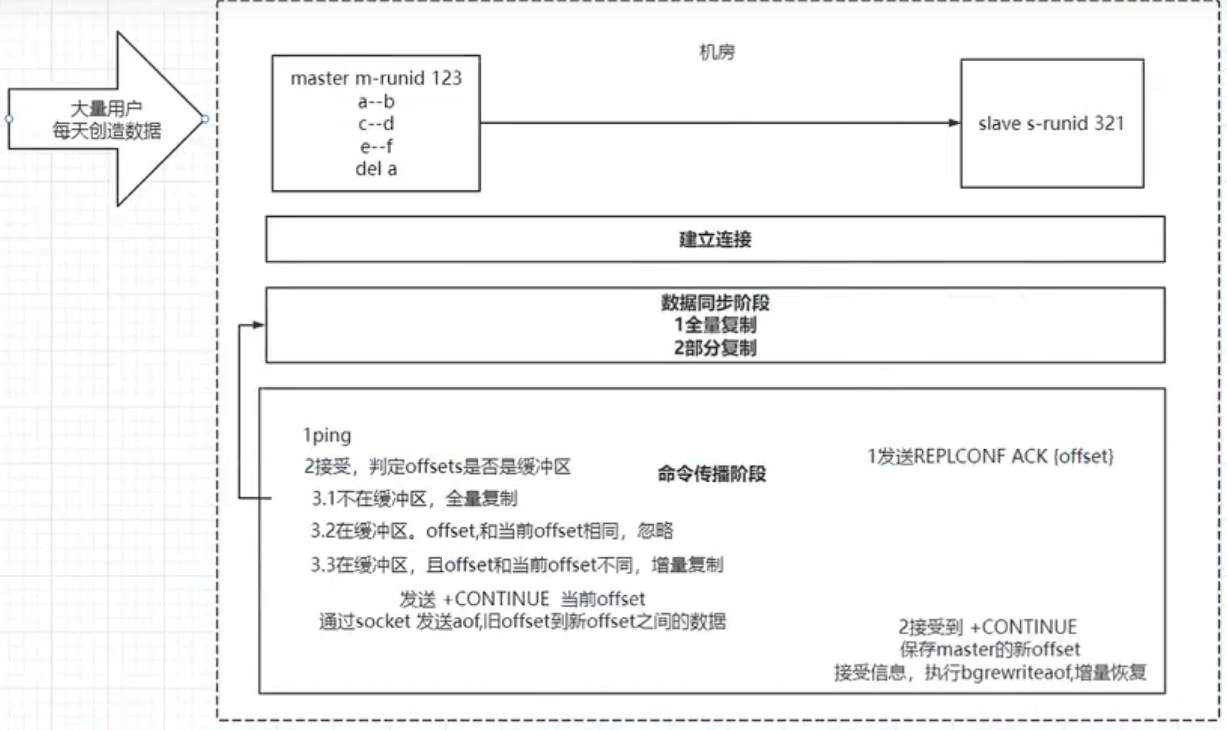 大量用户
每天创造数据
机房
master m-runid 123
a--b
c--d
e--f
del a
slave s-runid 321
建立连接
数据同步阶段
1全量复制
2部分复制
命令传播阶段
1ping
2接受，判定offsets是否是缓冲区
3.1不在缓冲区，全量复制
3.2在缓冲区。offset,和当前offset相同，忽略
3.3在缓冲区，且offset和当前offset不同，增量复制
发送 +CONTINUE 当前offset
通过socket 发送aof,旧offset到新offset之间的数据
1发送REPLCONF ACK {offset}
2接受到 +CONTINUE
保存master的新offset
接受信息，执行bgrewriteaof,增量恢复